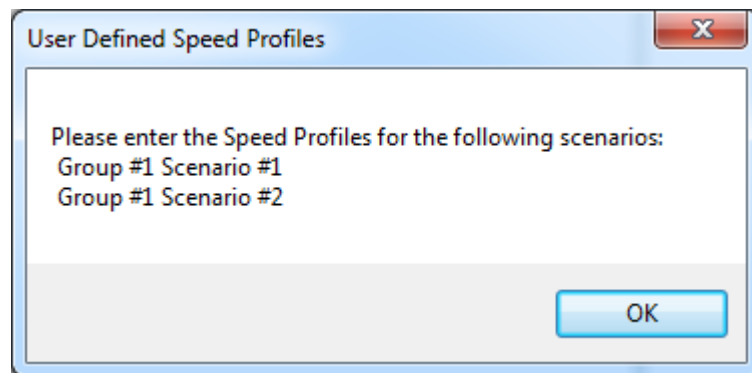 User Defined Speed Profiles
Please enter the Speed Profiles for the following scenarios:
Group #1 Scenario #1
Group #1 Scenario #2
OK